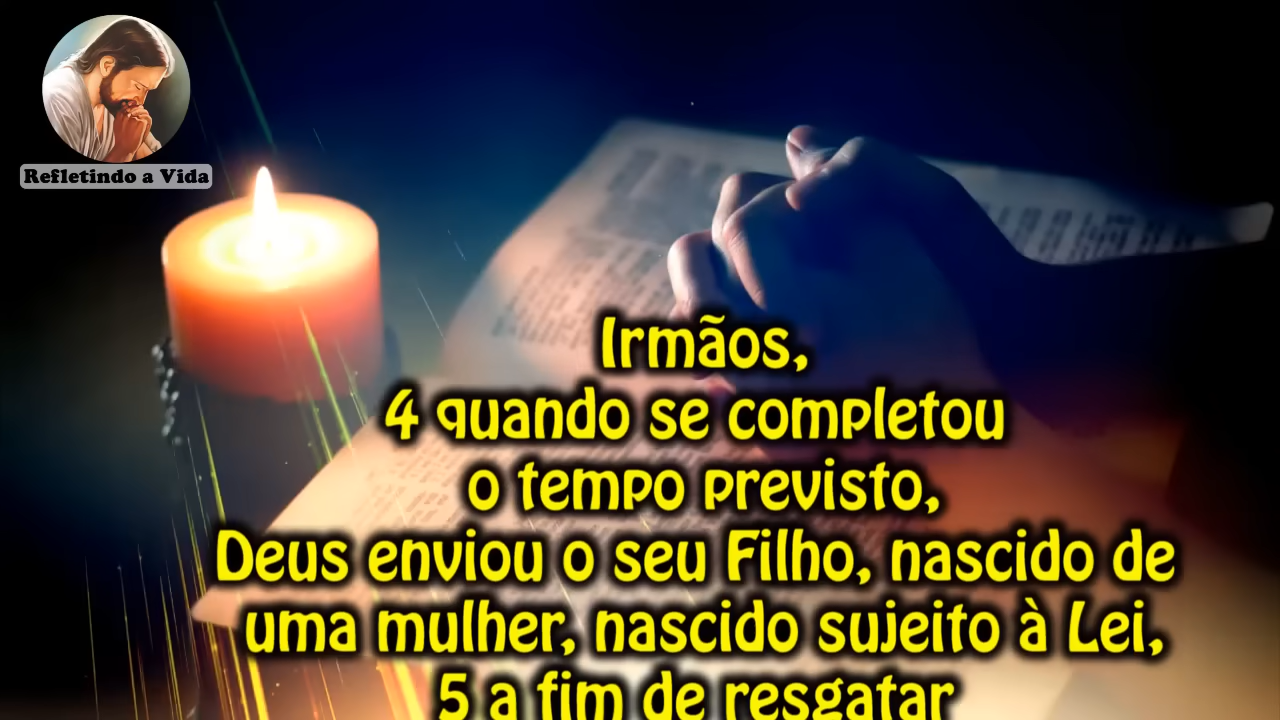 Refletindo a Vida
Irmãos,
4 quando se completou
o tempo previsto,
Deus enviou o seu Filho, nascido de
uma mulher, nascido sujeito à Lei,
5 a fim de resgatar